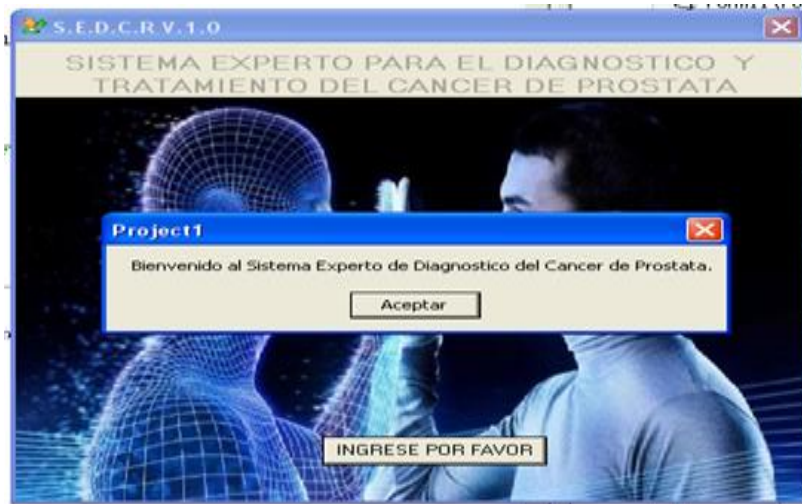 S.E.D.C.R V.1.0
SISTEMA EXPERTO PARA EL DIAGNOSTICO Y
TRATAMIENTO DEL CANCER DE PROSTATA
Project1
Bienvenido al Sistema Experto de Diagnostico del Cancer de Prostata.
Aceptar
INGRESE POR FAVOR